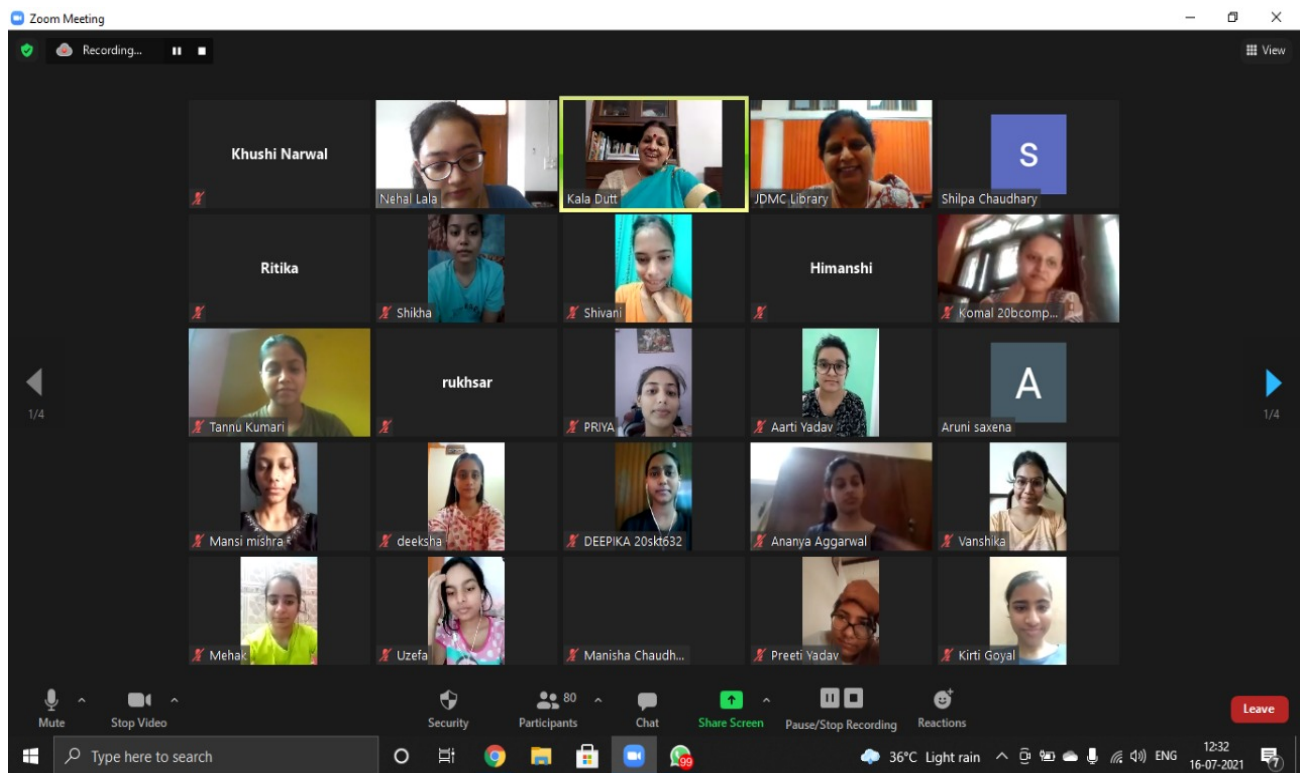 Zoom Meeting
Recording...
View
Khushi Narwal
Nehal Lala
Kala Dutt
JDMC Library
S
Shilpa Chaudhary
Ritika
Shikha
Shivani
Himanshi
Komal 20bcomp...
Tannu Kumari
rukhsar
PRIYA
Aarti Yadav
A
Aruni saxena
1/4
1/4
Mansi mishra
deeksha
DEEPIKA 20skt632
Ananya Aggarwal
Vanshika
Mehak
Uzefa
Manisha Chaudh...
Preeti Yadav
Kirti Goyal
Mute
Stop Video
Security
80
Participants
Chat
Share Screen
Pause/Stop Recording
Reactions
Leave
Type here to search
99
36°C Light rain
ENG
12:32
16-07-2021
7